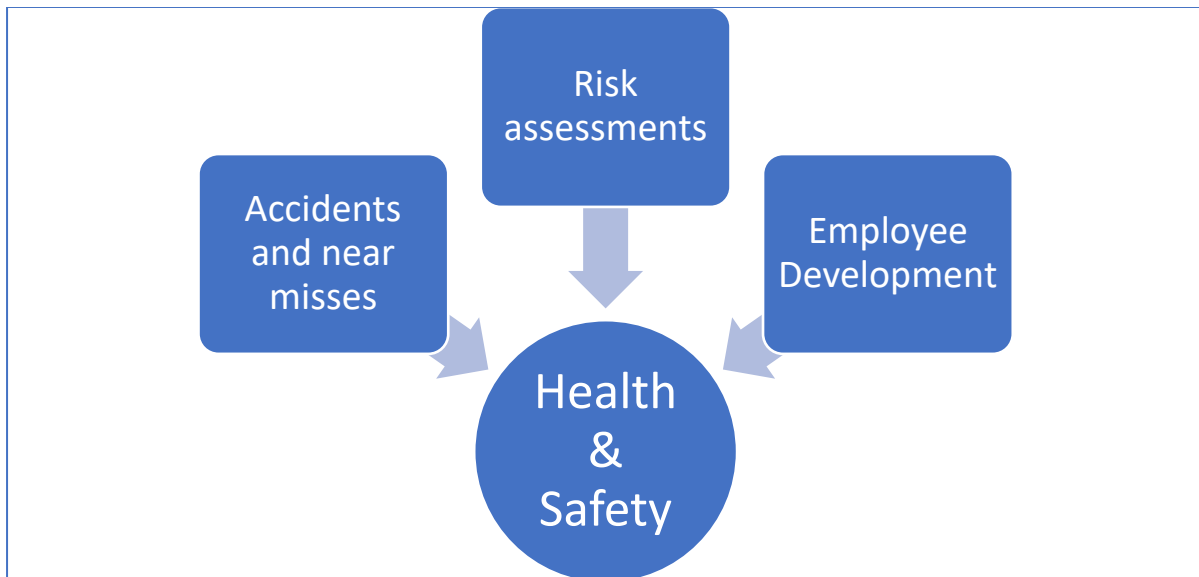 Risk
assessments
Accidents
and near
misses
Employee
Development
Health
&
Safety